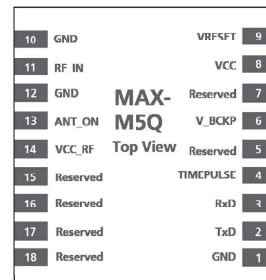 10 GND VRESET 9
11 RF IN VCC 8
12 GND Reserved 7
13 ANT_ON V_BCKP 6
14 VCC_RF Reserved 5
15 Reserved TIMEPULSE 4
16 Reserved RxD 3
17 Reserved TxD 2
18 Reserved GND 1
MAX-
M5Q
Top View